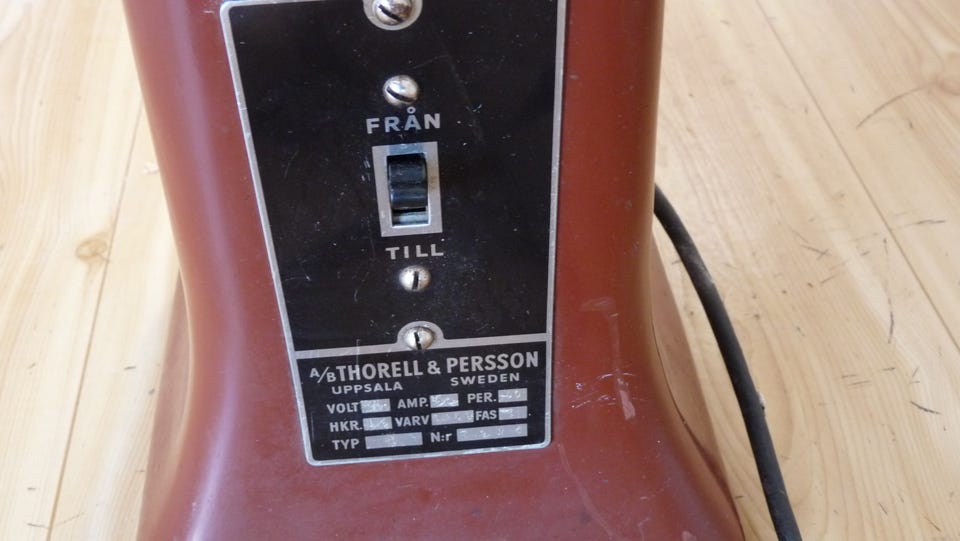 FRÅN
TILL
A/B THORELL & PERSSON
UPPSALA SWEDEN
VOLT AMP. PER.
HKR. VARV FAS
TYP N:r